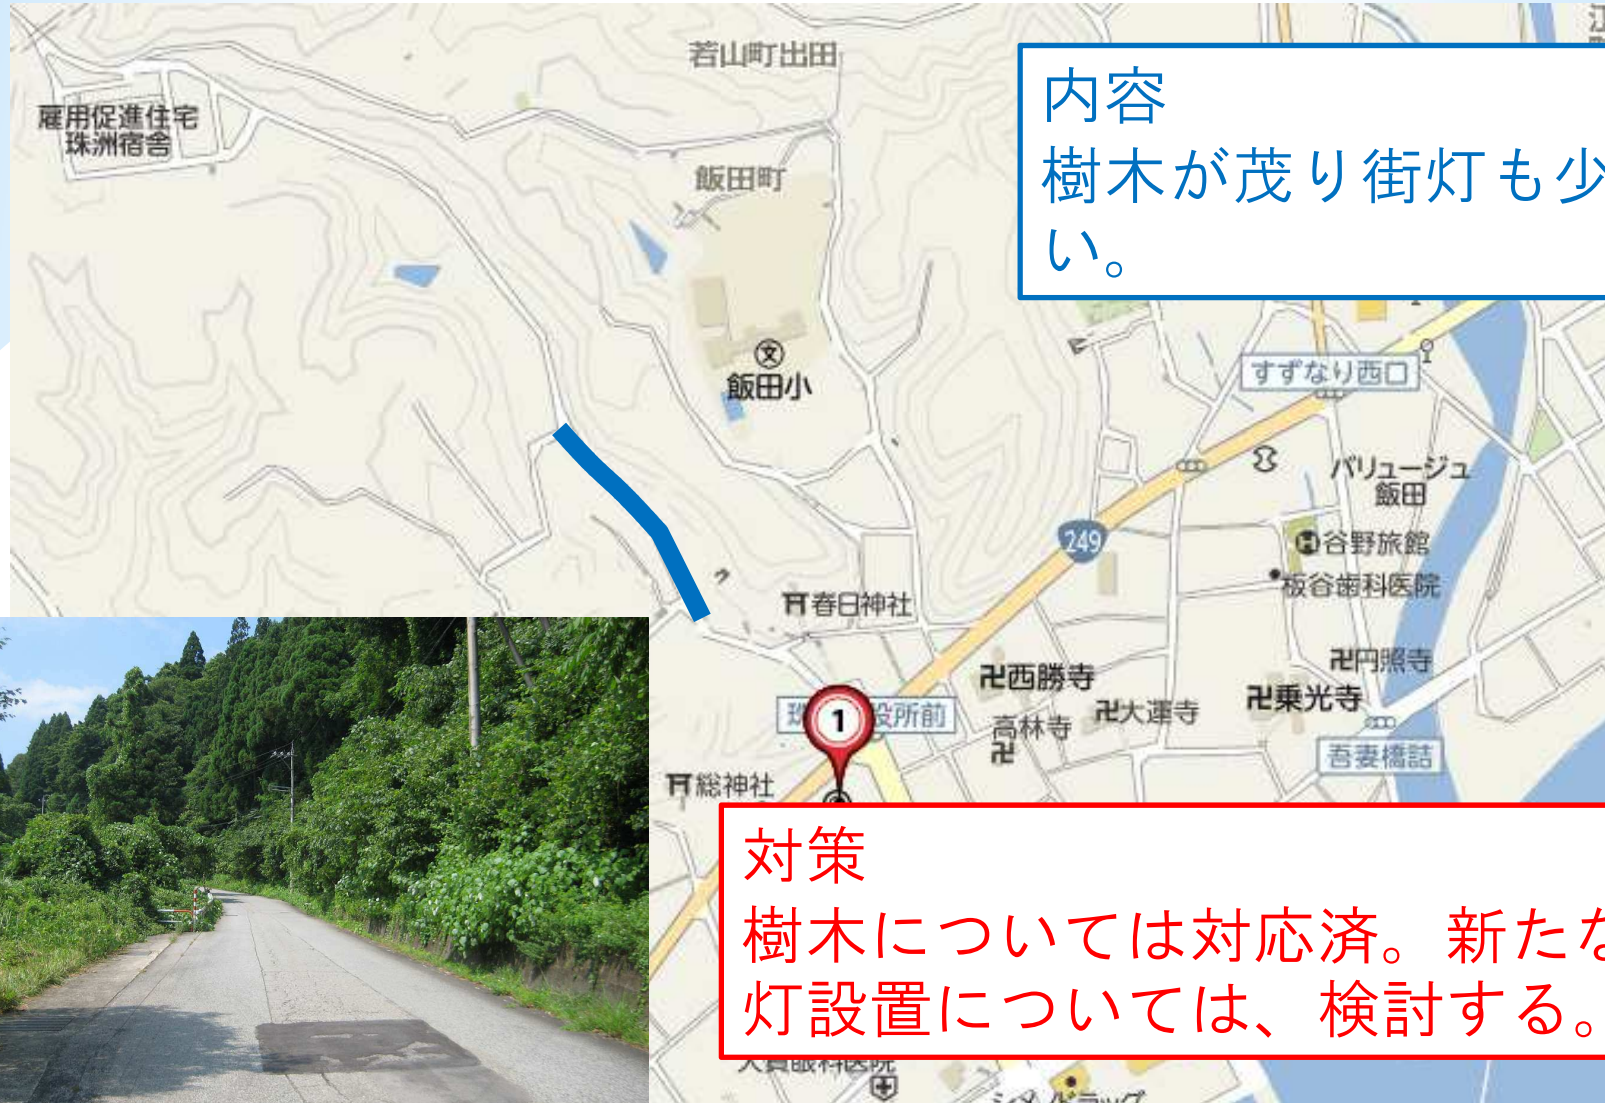 若山町出田
雇用促進住宅
珠洲宿舎
飯田町
内容
樹木が茂り街灯も少
い。
飯田小
すずなり西口
バリュージュ
飯田
249
谷野旅館
板谷歯科医院
春日神社
西勝寺
円照寺
大運寺
乗光寺
高林寺
1
役所前
吾妻橋詰
総神社
対策
樹木については対応済。新たな
灯設置については、検討する。